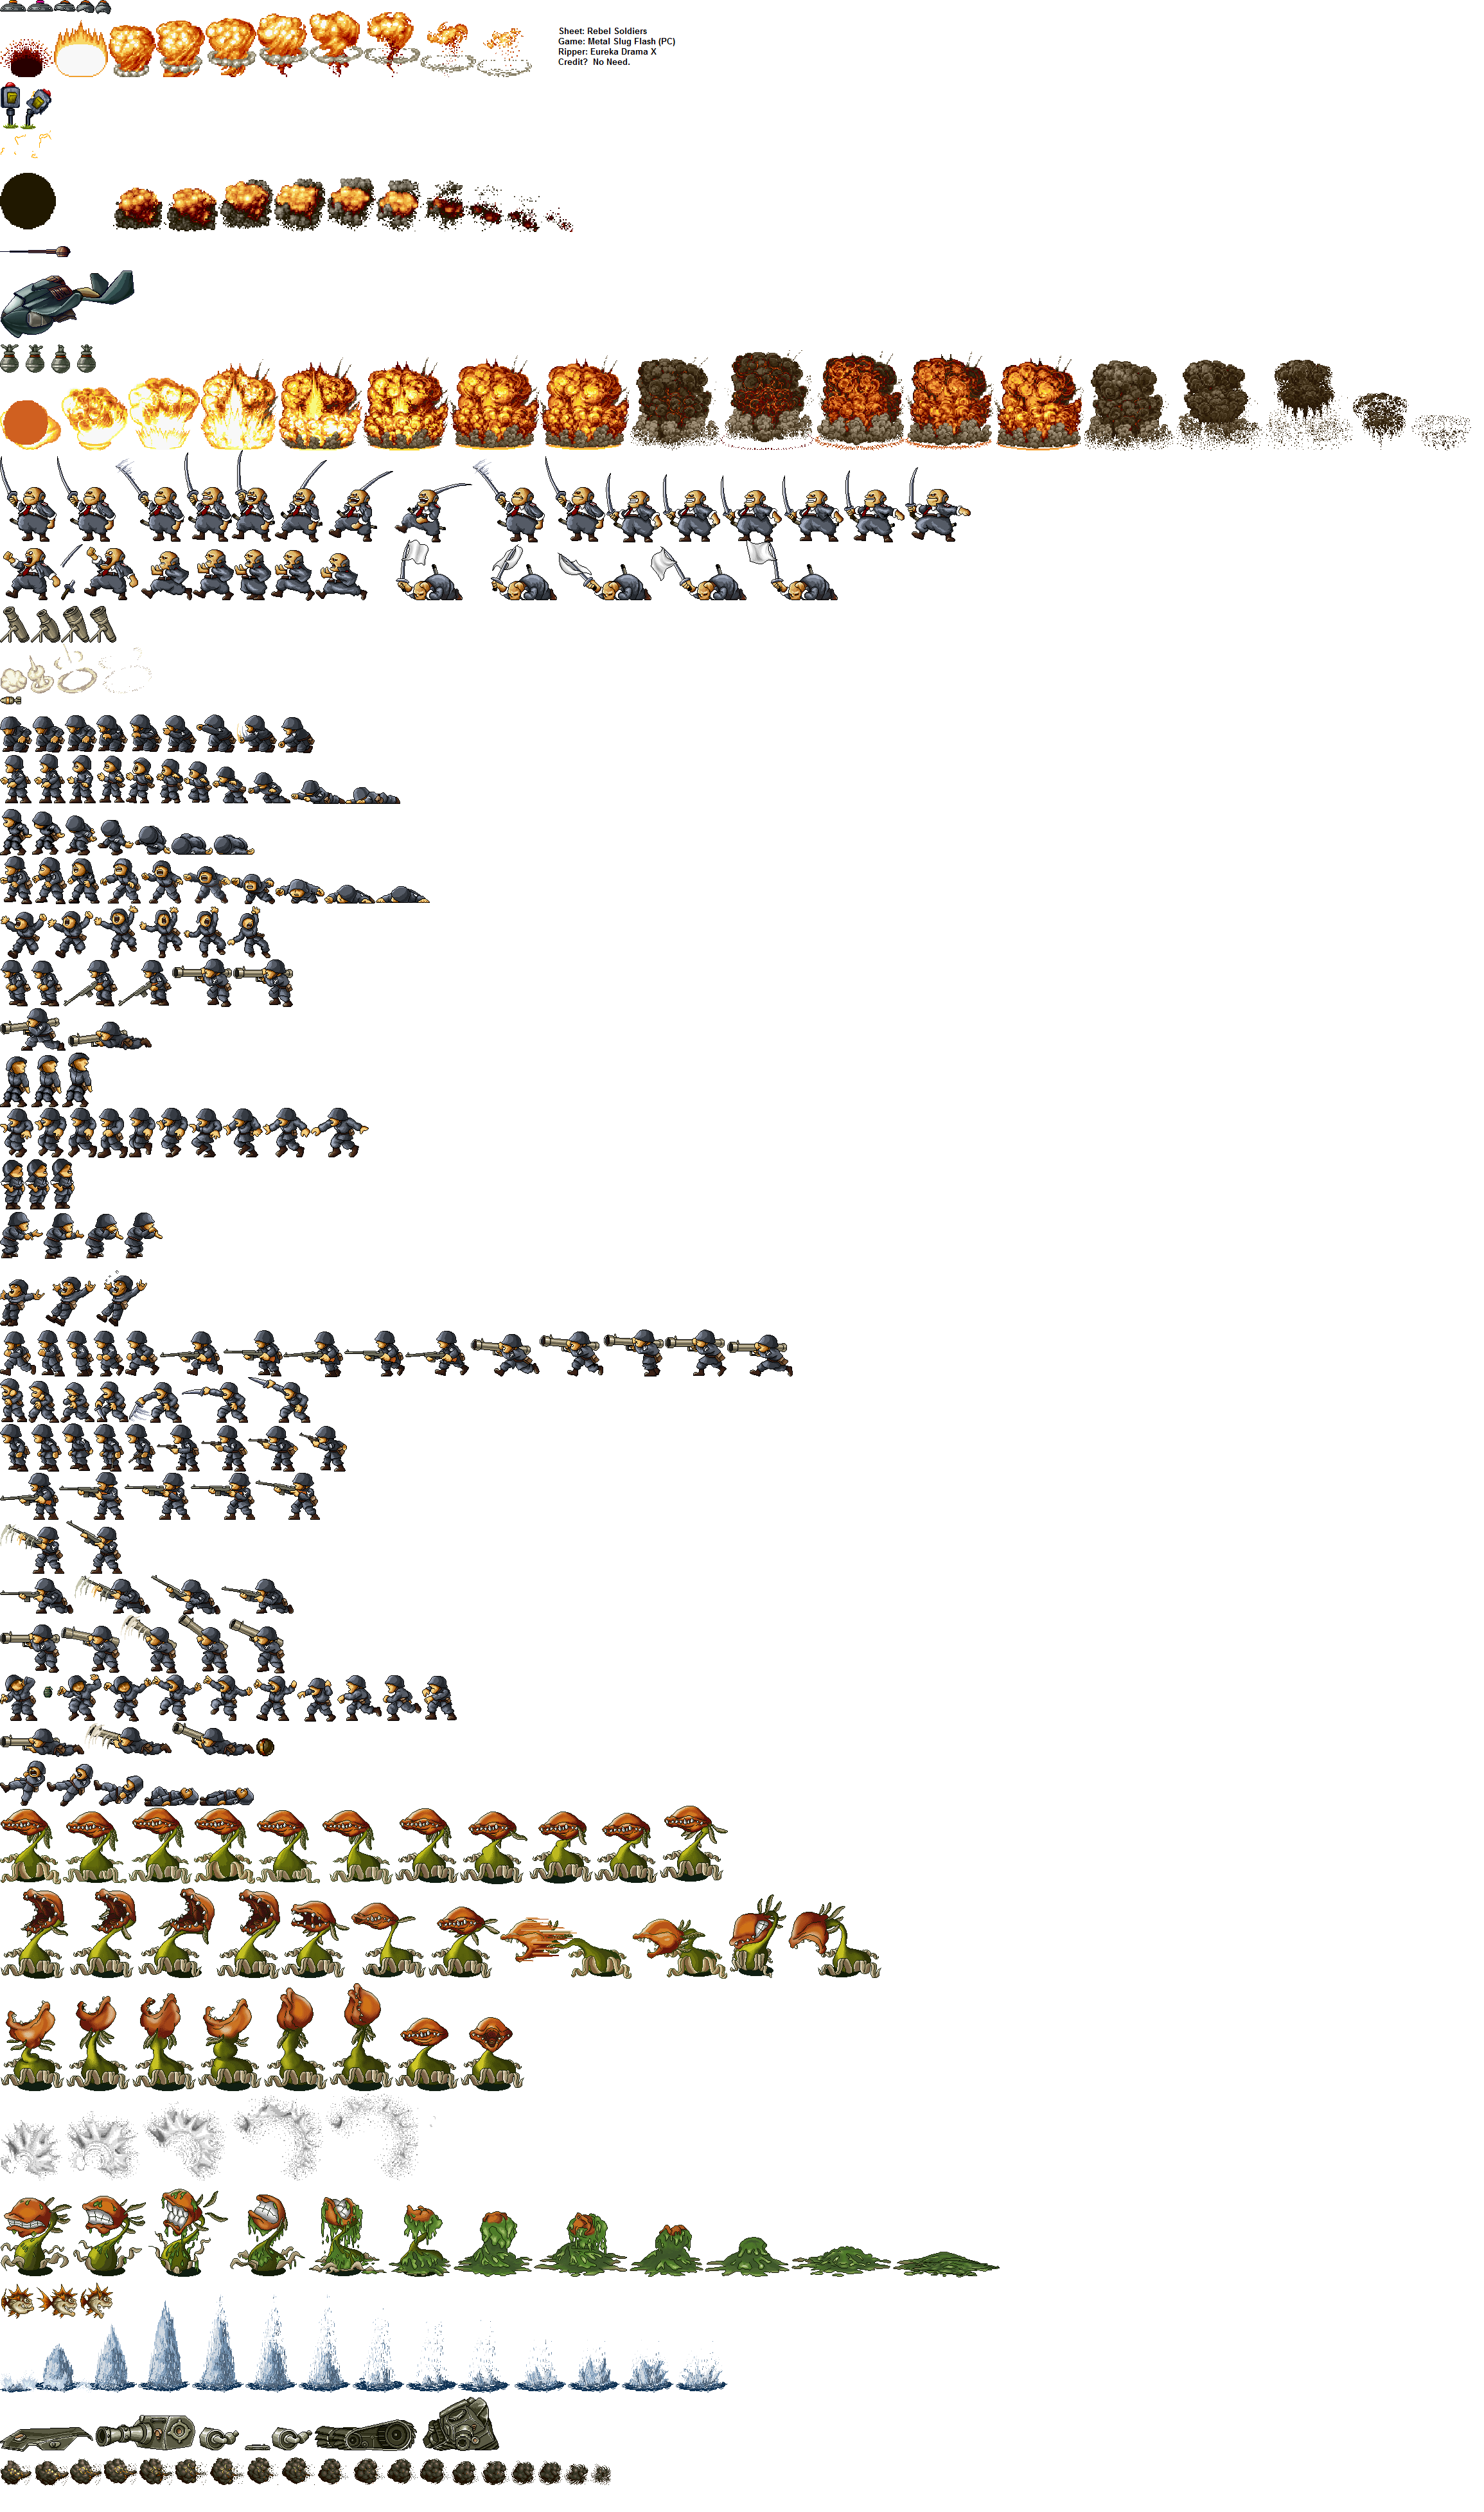 Sheet: Rebel Soldiers
Game: Metal Slug Flash (PC)
Ripper: Eureka Drama X
Credit?  No Need.